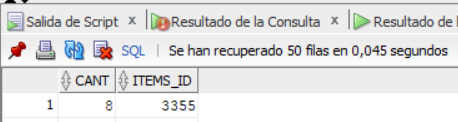 Salida de Script x Resultado de la Consulta x Resultado de
SQL | Se han recuperado 50 filas en 0,045 segundos
CANT ITEMS_ID
1 8 3355